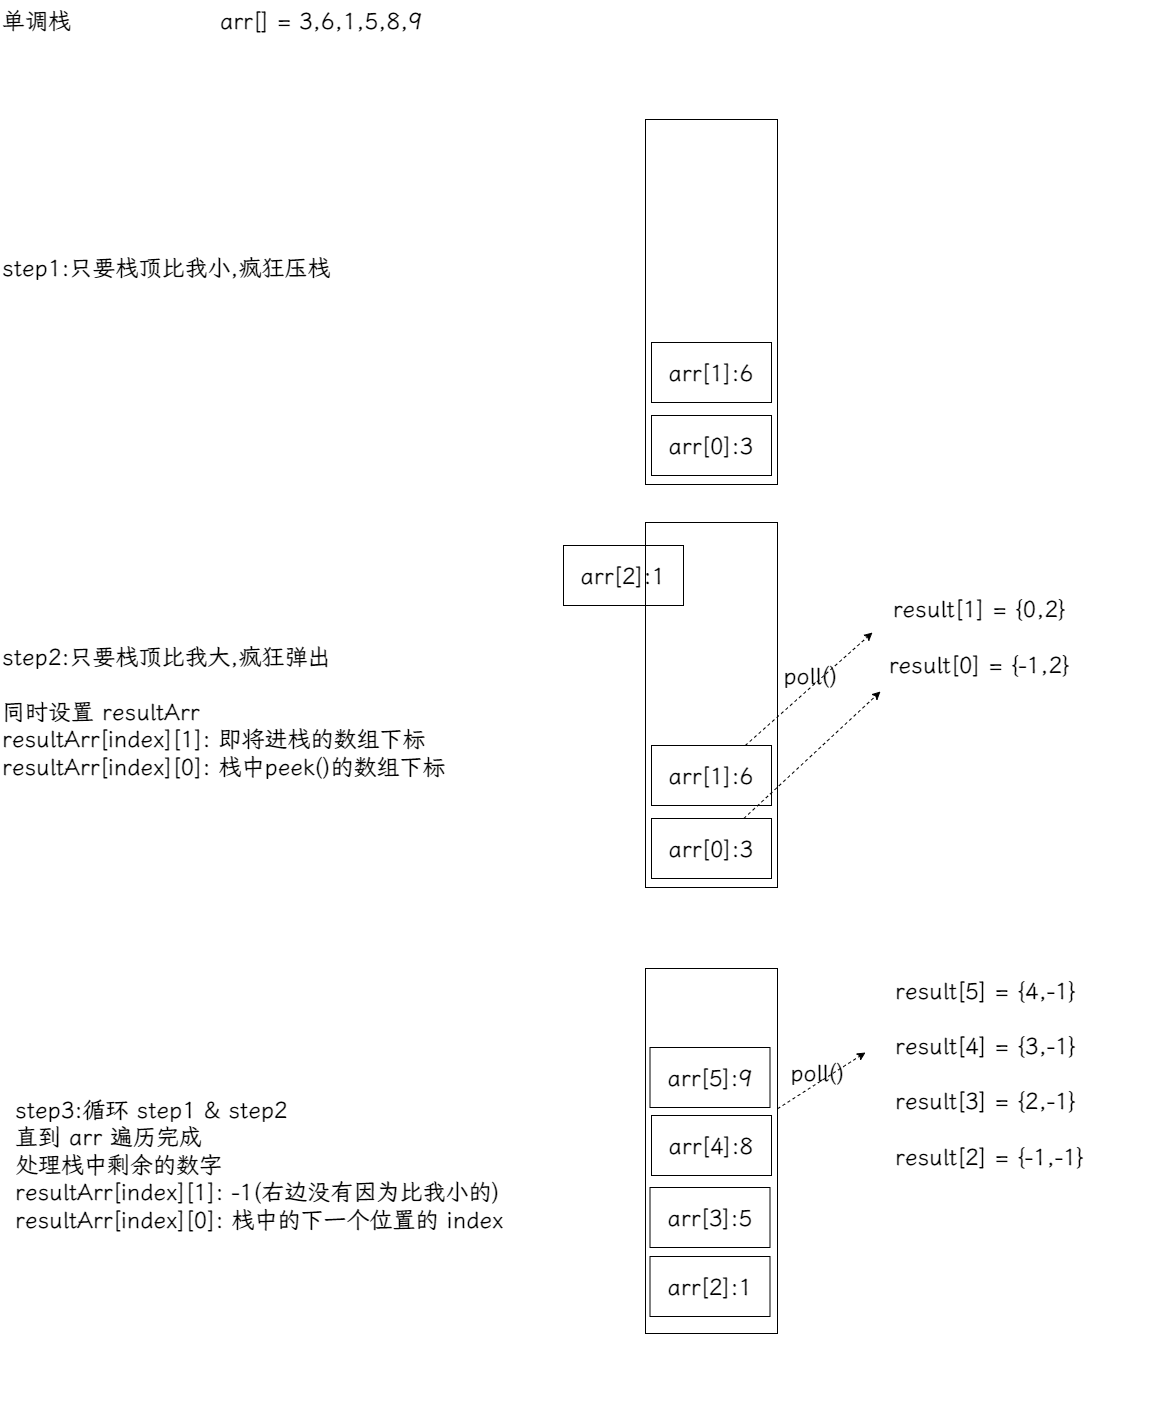 单调栈 arr[] = 3,6,1,5,8,9
step1:只要栈顶比我小,疯狂压栈
arr[1]:6
arr[0]:3
arr[2]:1
step2:只要栈顶比我大,疯狂弹出
同时设置 resultArr
resultArr[index][1]: 即将进栈的数组下标
resultArr[index][0]: 栈中peek()的数组下标
result[1] = {0,2}
result[0] = {-1,2}
poll()
arr[1]:6
arr[0]:3
step3:循环 step1 & step2
直到 arr 遍历完成
处理栈中剩余的数字
resultArr[index][1]: -1(右边没有因为比我小的)
resultArr[index][0]: 栈中的下一个位置的 index
arr[5]:9
arr[4]:8
arr[3]:5
arr[2]:1
poll()
result[5] = {4,-1}
result[4] = {3,-1}
result[3] = {2,-1}
result[2] = {-1,-1}